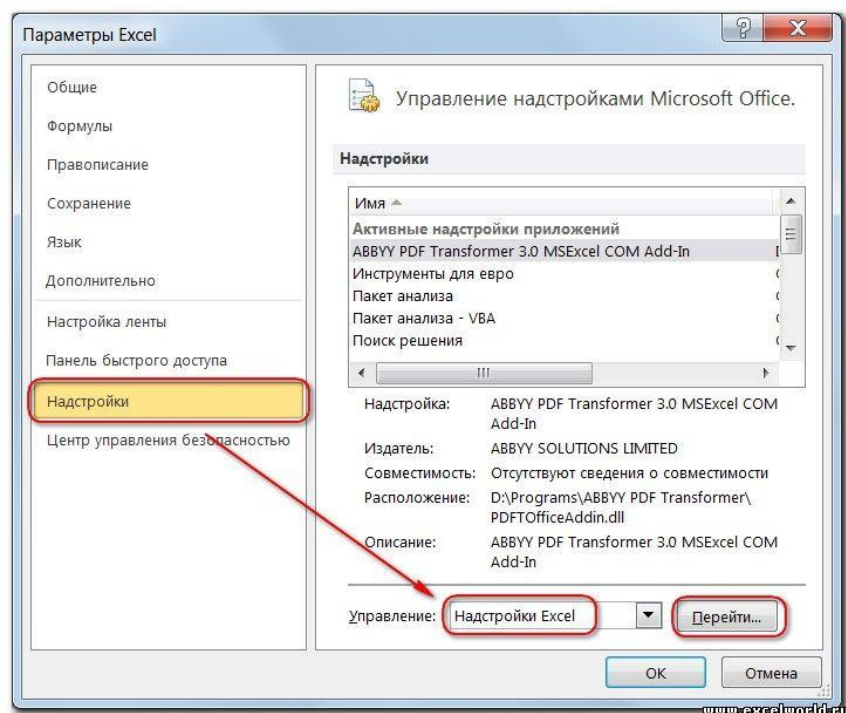 Параметры Excel
Общие
Формулы
Правописание
Сохранение
Язык
Дополнительно
Настройка ленты
Панель быстрого доступа
Надстройки
Центр управления безопасностью
Управление надстройками Microsoft Office.
Надстройки
Имя
Активные надстройки приложений
ABBYY PDF Transformer 3.0 MSExcel COM Add-In
Инструменты для евро
Пакет анализа
Пакет анализа - VBA
Поиск решения
Надстройка: ABBYY PDF Transformer 3.0 MSExcel COM
Add-In
Издатель: ABBYY SOLUTIONS LIMITED
Совместимость: Отсутствуют сведения о совместимости
Расположение: D:\Programs\ABBYY PDF Transformer\
PDFTOfficeAddin.dll
Описание: ABBYY PDF Transformer 3.0 MSExcel COM
Add-In
Управление: Надстройки Excel Перейти...
ОК Отмена
www.excelworld.ru